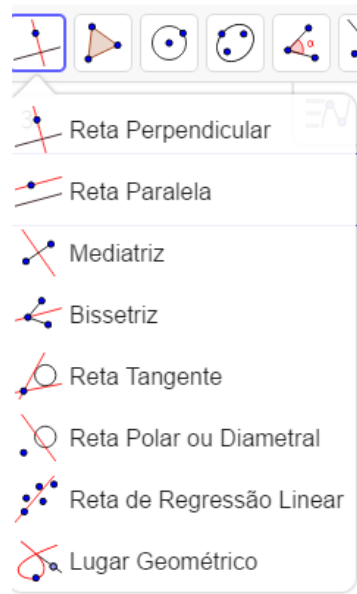 α
Reta Perpendicular
Reta Paralela
Mediatriz
Bissetriz
Reta Tangente
Reta Polar ou Diametral
Reta de Regressão Linear
Lugar Geométrico